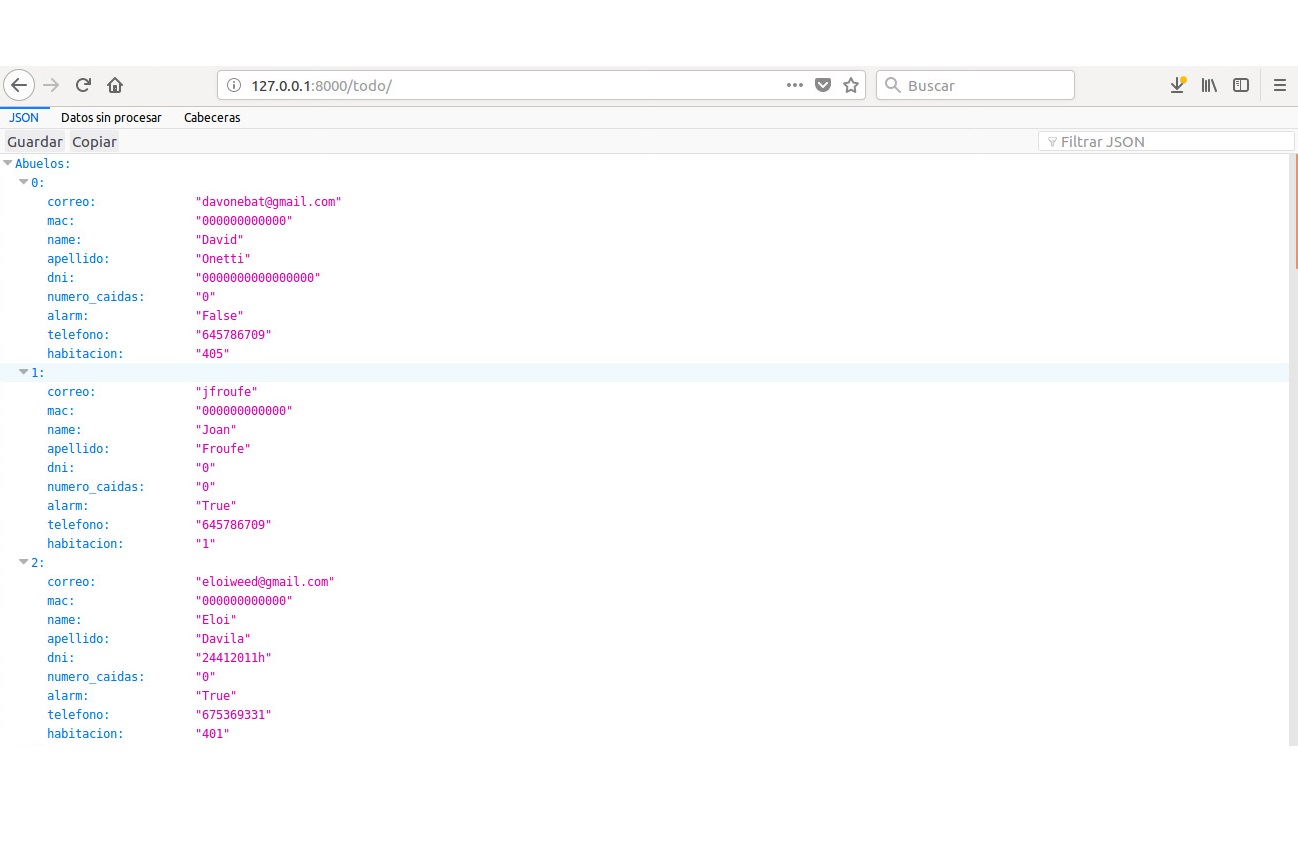 127.0.0.1:8000/todo/
Buscar
JSON Datos sin procesar Cabeceras
Guardar Copiar
Filtrar JSON
Abuelos:
0:
correo: "davonebat@gmail.com"
mac: "000000000000"
name: "David"
apellido: "Onetti"
dni: "0000000000000000"
numero_caidas: "0"
alarm: "False"
telefono: "645786709"
habitacion: "405"
1:
correo: "jfroufe"
mac: "000000000000"
name: "Joan"
apellido: "Froufe"
dni: "0"
numero_caidas: "0"
alarm: "True"
telefono: "645786709"
habitacion: "1"
2:
correo: "eloiweed@gmail.com"
mac: "000000000000"
name: "Eloi"
apellido: "Davila"
dni: "24412011h"
numero_caidas: "0"
alarm: "True"
telefono: "675369331"
habitacion: "401"